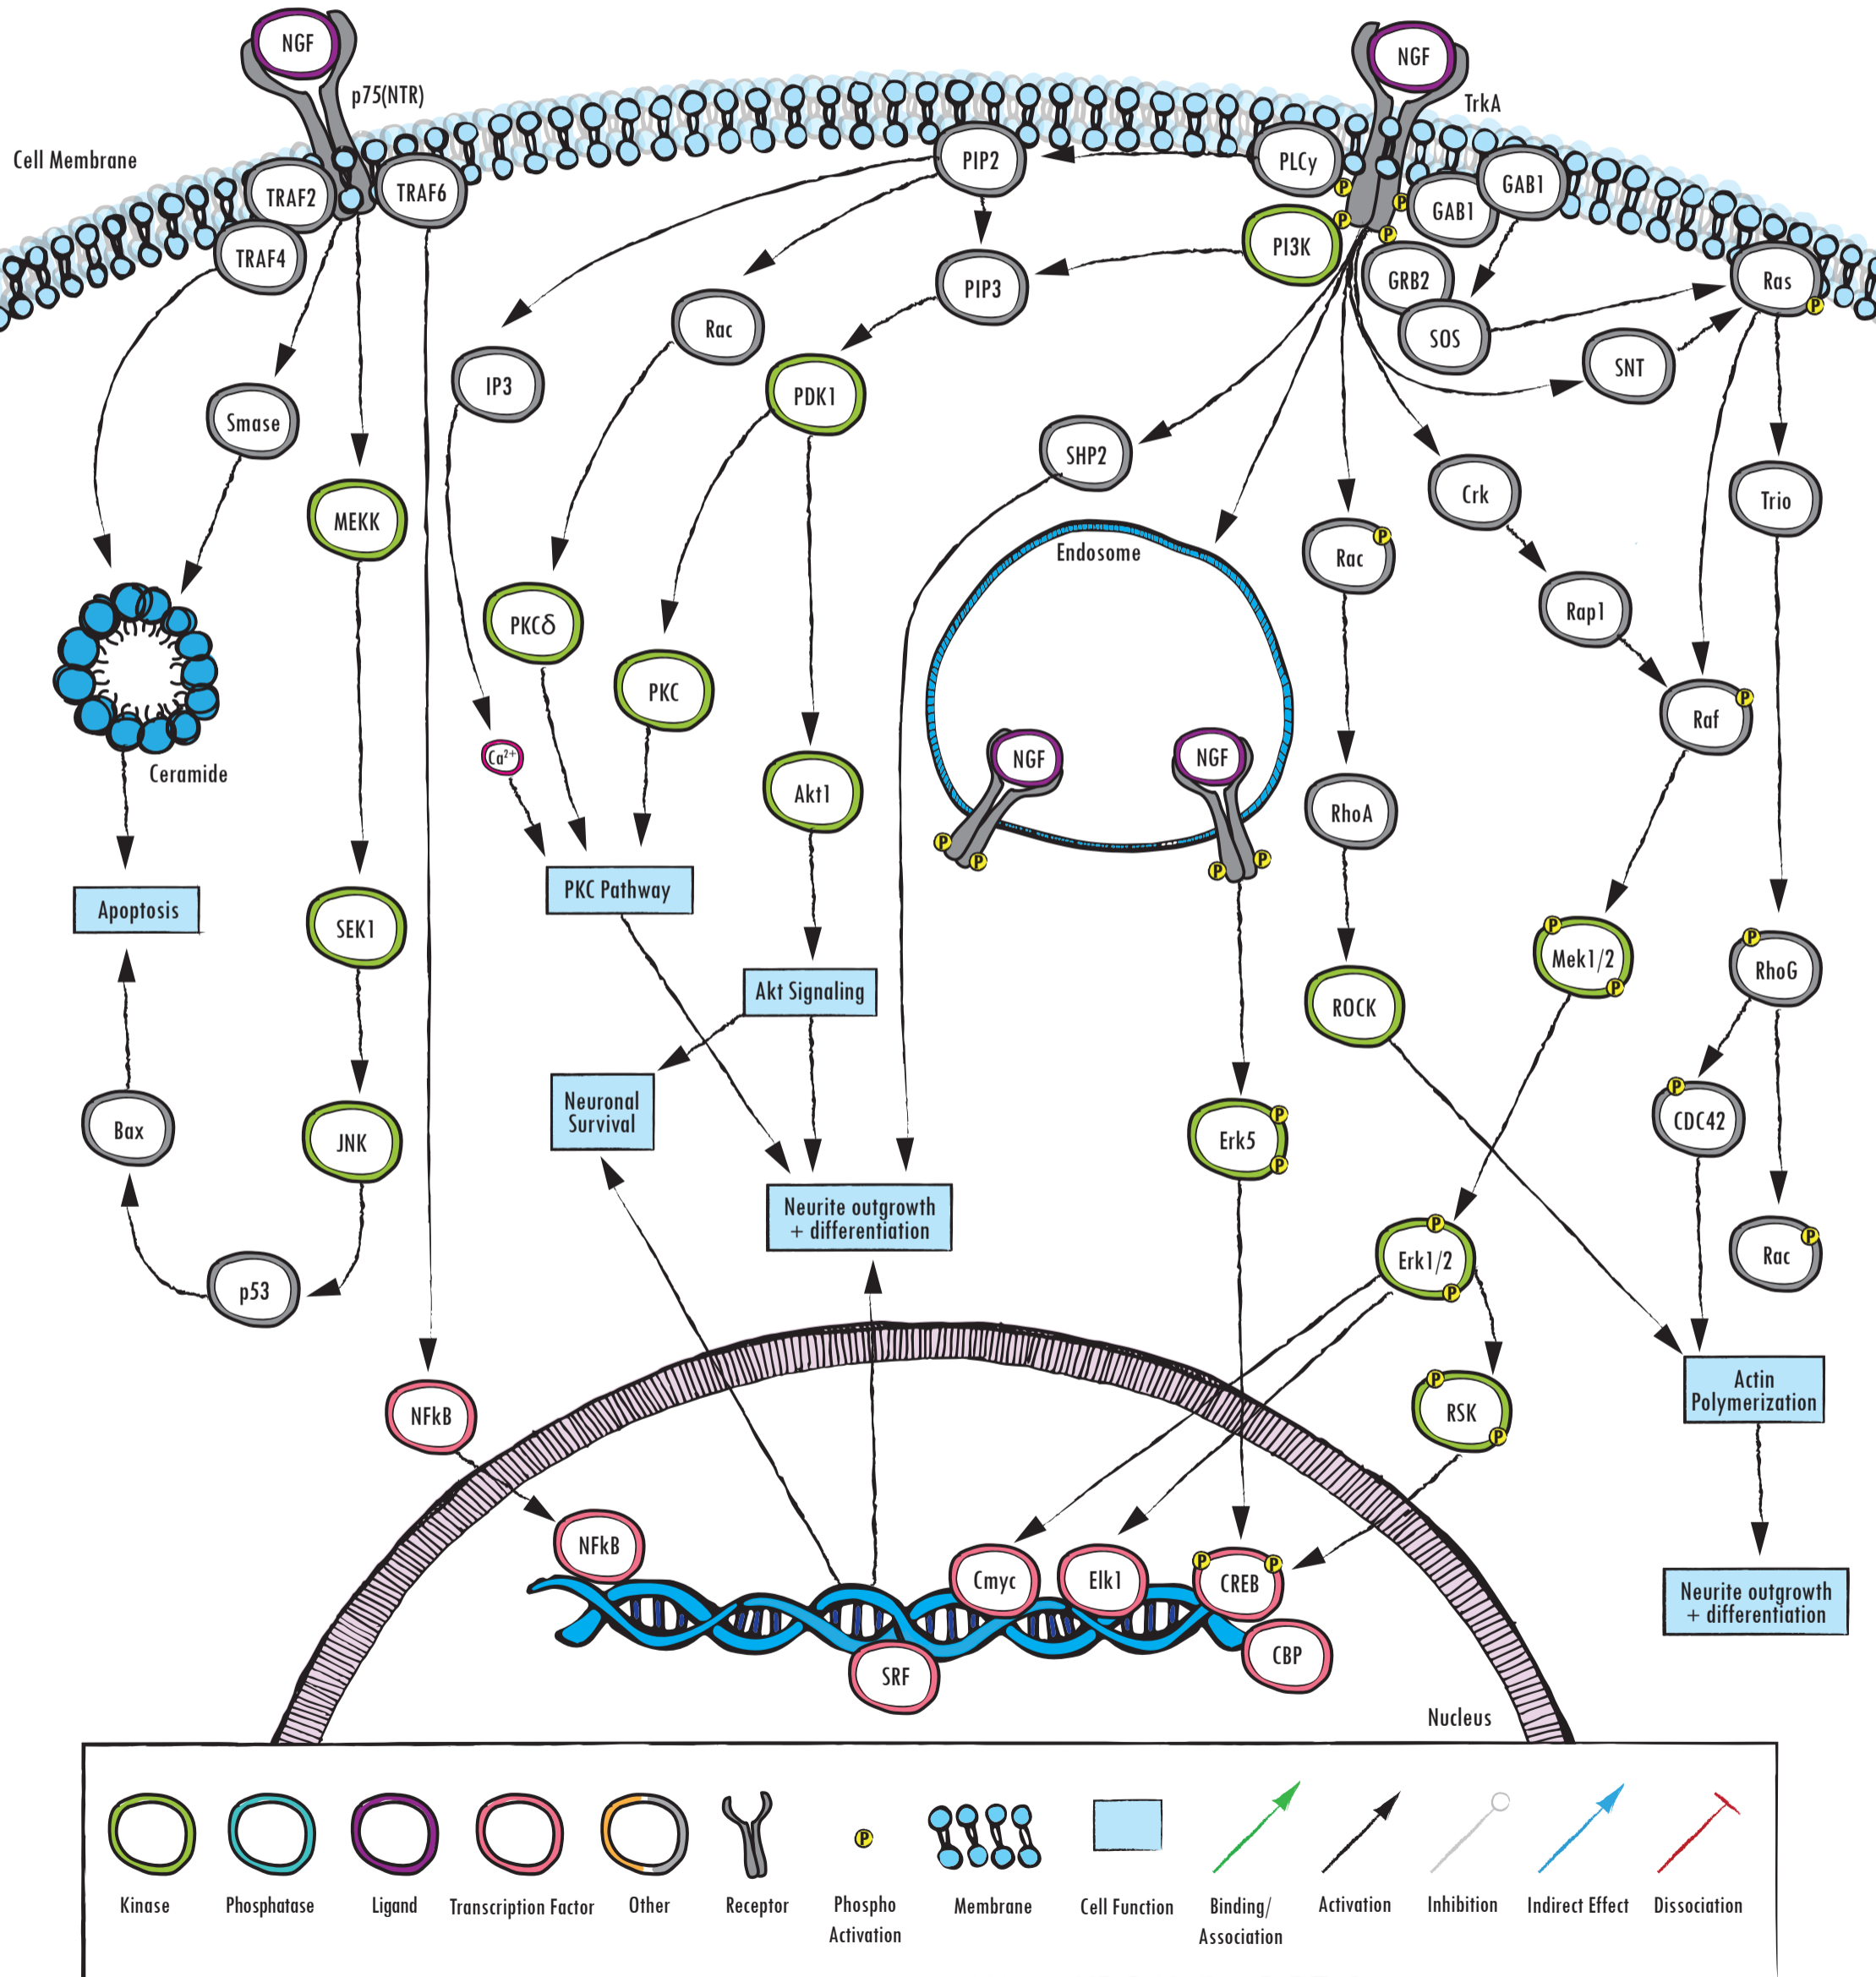 NGF
NGF
p75(NTR)
TrkA
Cell Membrane
TRAF2
TRAF6
PIP2
PLCy
P
GAB1
GAB1
P
TRAF4
P
P
PI3K
GRB2
Ras
P
PIP3
Rac
SOS
SNT
IP3
PDK1
Smase
SHP2
Crk
Trio
MEKK
Endosome
Rac
P
PKCδ
Rap1
PKC
Raf
P
Ca2+
NGF
NGF
Ceramide
Akt1
RhoA
P
P
P
P
PKC Pathway
Apoptosis
SEK1
P
Mek1/2
P
P
RhoG
Akt Signaling
ROCK
Neuronal
Survival
Bax
JNK
P
Erk5
P
P
CDC42
Neurite outgrowth
+ differentiation
P
Erk1/2
P
P
Rac
p53
NFkB
P
RSK
P
Actin
Polymerization
NFkB
Cmyc
Elk1
P
P
CREB
Neurite outgrowth
+ differentiation
SRF
CBP
Nucleus
P
Kinase
Phosphatase
Ligand
Transcription Factor
Other
Receptor
Phospho
Activation
Membrane
Cell Function
Binding/
Association
Activation
Inhibition
Indirect Effect
Dissociation